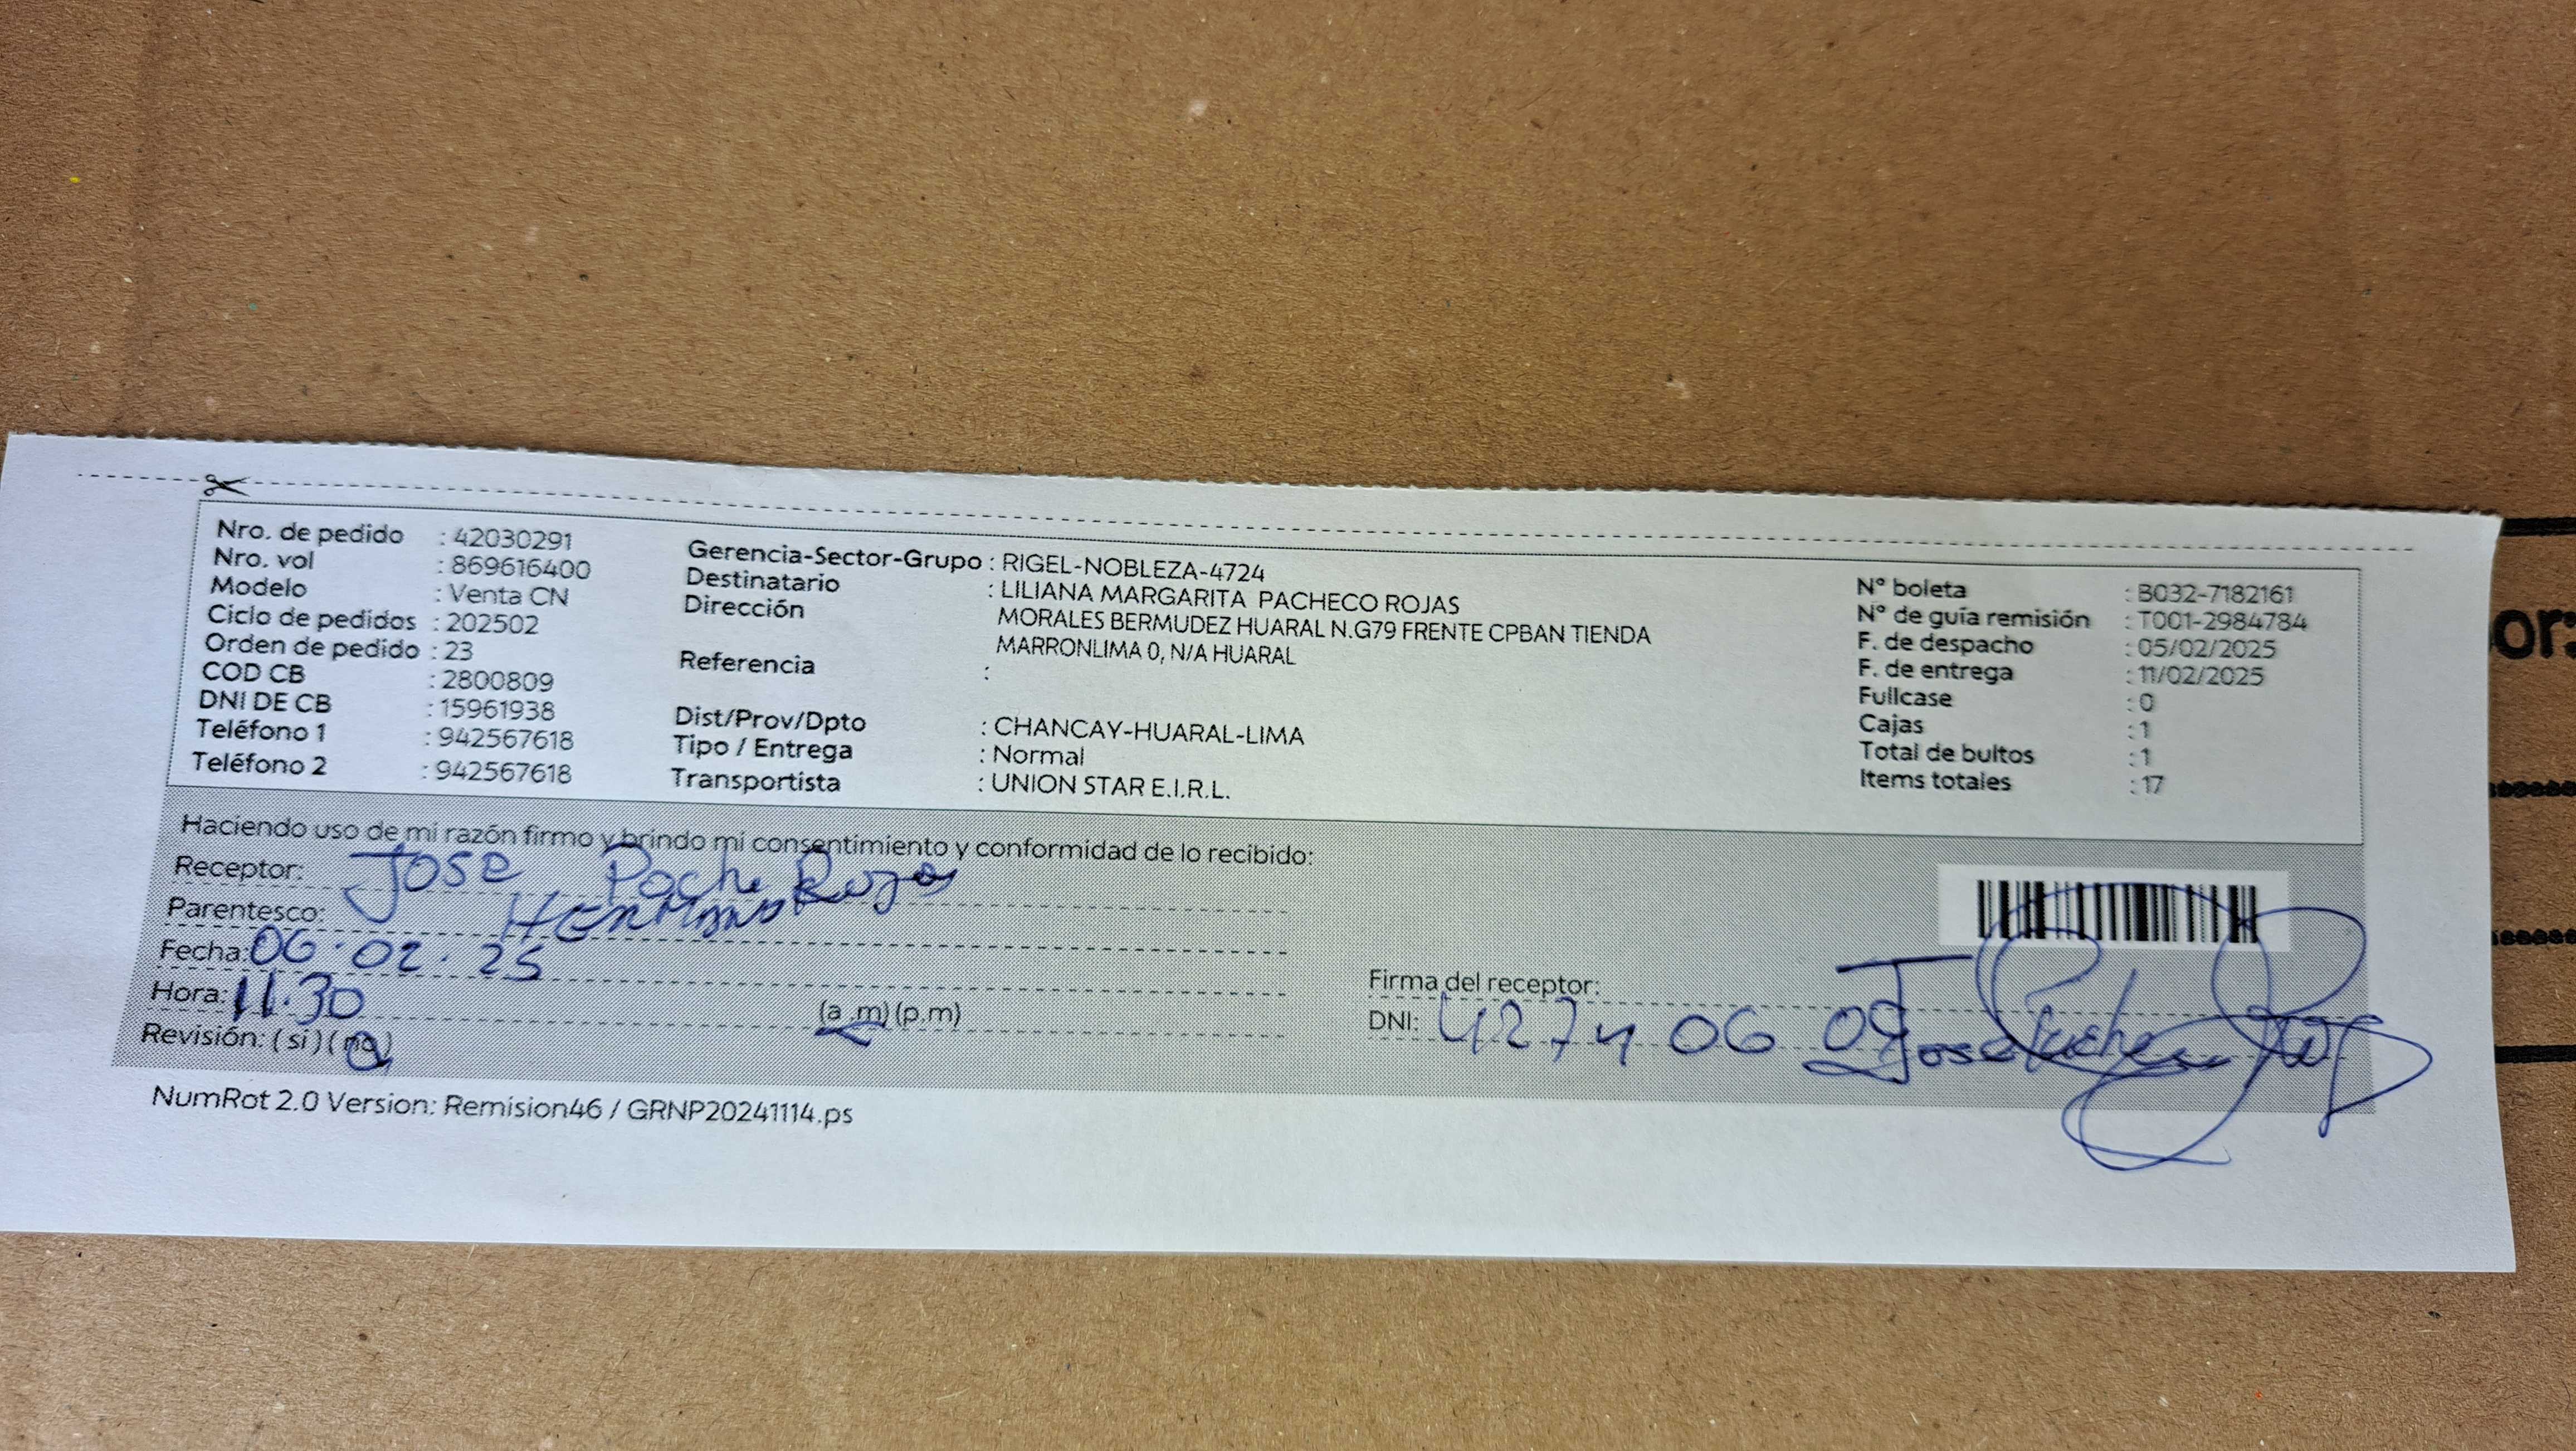 Nro. de pedido : 42030291
Nro. vol : 869616400
Modelo : Venta CN
Ciclo de pedidos : 202502
Orden de pedido : 23
COD CB : 2800809
DNI DE CB : 15961938
Teléfono 1 : 942567618
Teléfono 2 : 942567618
Gerencia-Sector-Grupo : RIGEL-NOBLEZA-4724
Destinatario : LILIANA MARGARITA PACHECO ROJAS
Dirección MORALES BERMUDEZ HUARAL N.G79 FRENTE CPBAN TIENDA
MARRONLIMA 0, N/A HUARAL
Referencia :
Dist/Prov/Dpto : CHANCAY-HUARAL-LIMA
Tipo / Entrega : Normal
Transportista : UNION STAR E.I.R.L.
N° boleta : B032-7182161
N° de guía remisión : T001-2984784
F. de despacho : 05/02/2025
F. de entrega : 11/02/2025
Fullcase : 0
Cajas : 1
Total de bultos : 1
Items totales : 17
Haciendo uso de mi razón firmo y brindo mi consentimiento y conformidad de lo recibido:
Receptor: JOSE Rojas
Parentesco: HERMANO
Fecha: 06.02.25
Hora: 11.30 (a.m) (p.m)
Revisión: ( si ) ( no )
Firma del receptor:
DNI: 4274 06 09
NumRot 2.0 Version: Remision46 / GRNP20241114.ps
or: